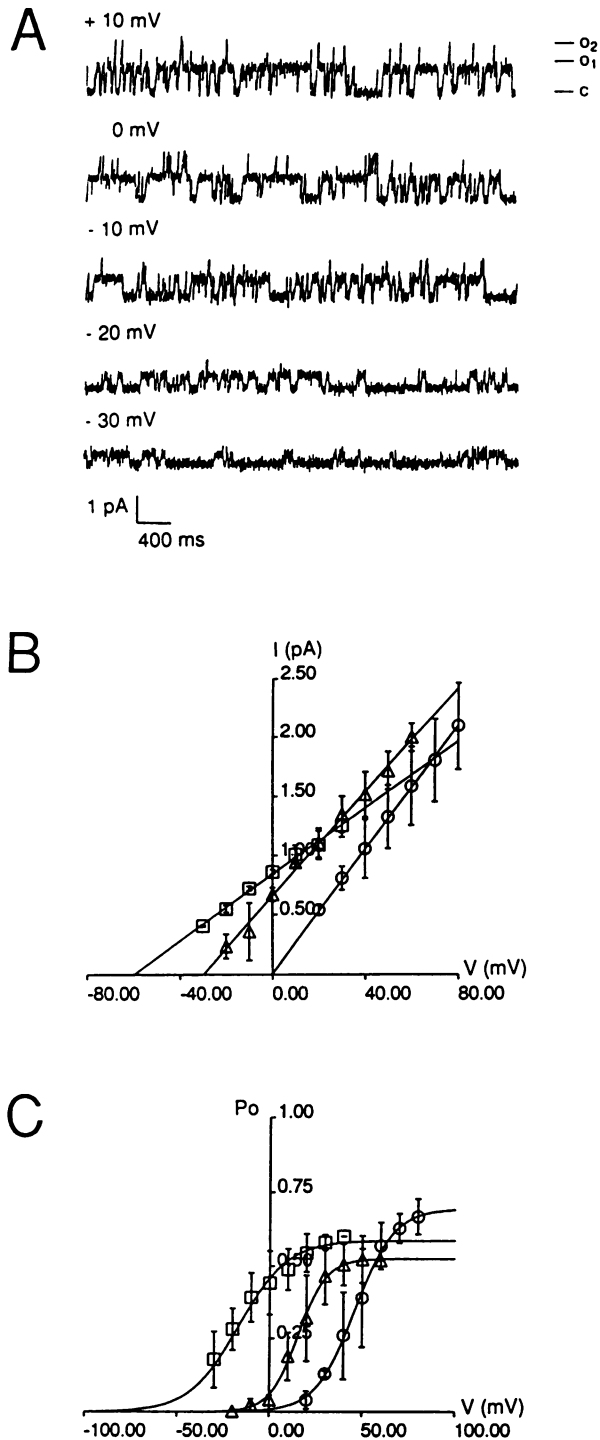 A
+ 10 mV
O2
O1
C
0 mV
- 10 mV
- 20 mV
- 30 mV
1 pA
400 ms
B
I (pA)
2.50
2.00
1.50
1.00
0.50
V (mV)
-80.00 -40.00 0.00 40.00 80.00
C
Po
1.00
0.75
0.50
0.25
V (mV)
-100.00 -50.00 0.00 50.00 100.00